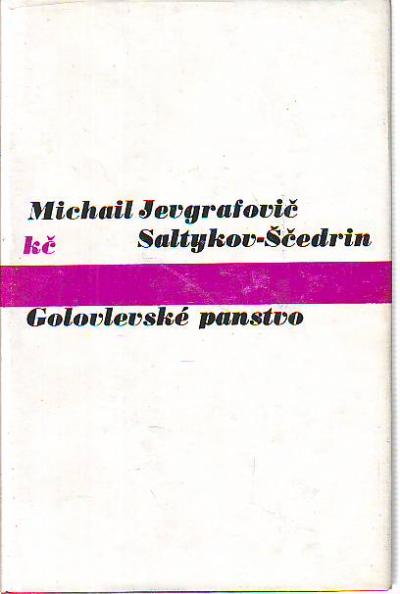 Michail Jevgrafovič
kč Saltykov-Ščedrin
Golovlevské panstvo